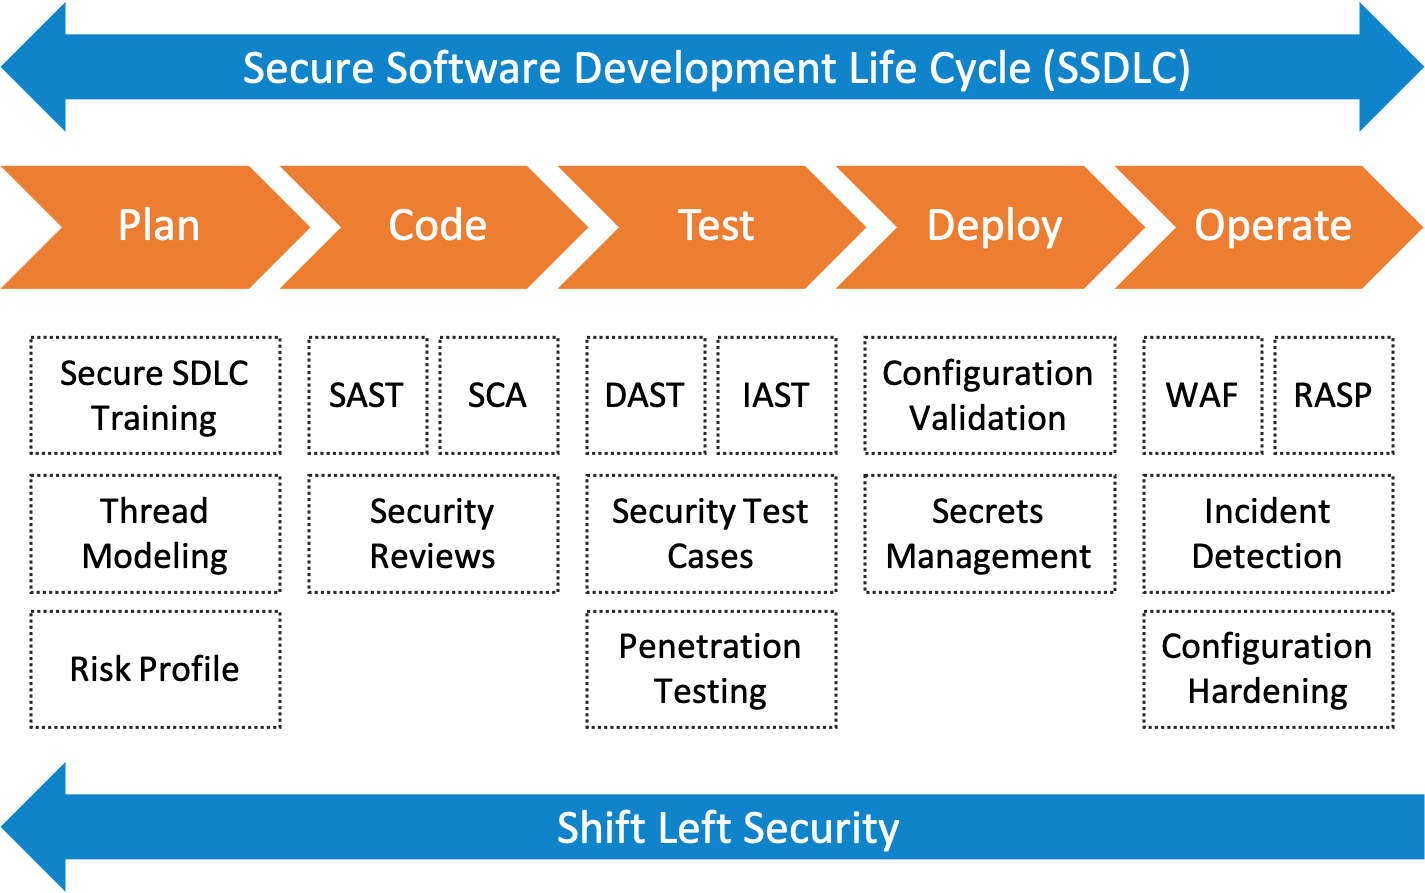 Secure Software Development Life Cycle (SSDLC)
Plan
Code
Test
Deploy
Operate
Secure SDLC
Training
Thread
Modeling
Risk Profile
SAST
SCA
Security
Reviews
DAST
IAST
Security Test
Cases
Penetration
Testing
Configuration
Validation
Secrets
Management
WAF
RASP
Incident
Detection
Configuration
Hardening
Shift Left Security